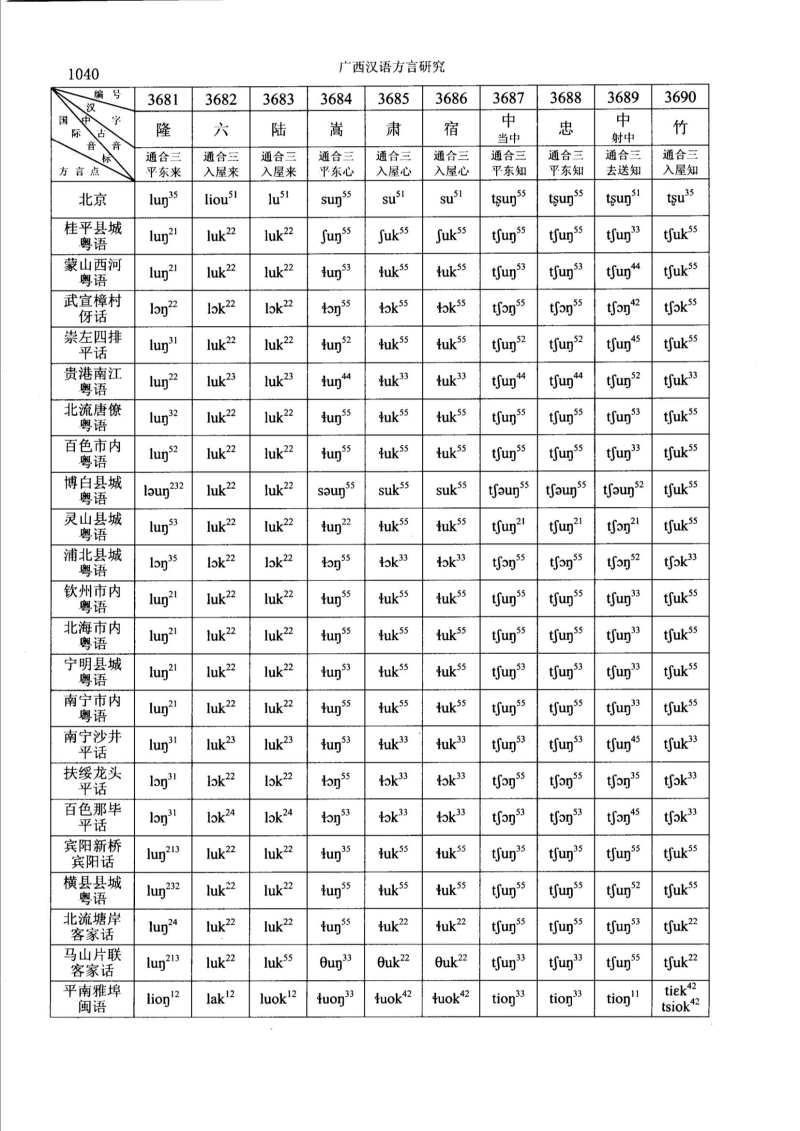 1040
广西汉语方言研究
编号 3681 3682 3683 3684 3685 3686 3687 3688 3689 3690
国际音标 中古音 汉字 方言点 隆 六 陆 嵩 肃 宿 中 当中 忠 中 射中 竹
通合三 通合三 通合三 通合三 通合三 通合三 通合三 通合三 通合三 通合三
平东来 入屋来 入屋来 平东心 入屋心 入屋心 平东知 平东知 去送知 入屋知
北京 luŋ³⁵ liou⁵¹ lu⁵¹ suŋ⁵⁵ su⁵¹ su⁵¹ tʂuŋ⁵⁵ tʂuŋ⁵⁵ tʂuŋ⁵¹ tʂu³⁵
桂平县城粤语 luŋ²¹ luk²² luk²² ʃuŋ⁵⁵ ʃuk⁵⁵ ʃuk⁵⁵ tʃuŋ⁵⁵ tʃuŋ⁵⁵ tʃuŋ³³ tʃuk⁵⁵
蒙山西河粤语 luŋ²¹ luk²² luk²² ɬuŋ⁵³ ɬuk⁵⁵ ɬuk⁵⁵ tʃuŋ⁵³ tʃuŋ⁵³ tʃuŋ⁴⁴ tʃuk⁵⁵
武宣樟村伢话 lɔŋ²² lɔk²² lɔk²² ɬɔŋ⁵⁵ ɬɔk⁵⁵ ɬɔk⁵⁵ tʃɔŋ⁵⁵ tʃɔŋ⁵⁵ tʃɔŋ⁴² tʃɔk⁵⁵
崇左四排平话 luŋ³¹ luk²² luk²² ɬuŋ⁵² ɬuk⁵⁵ ɬuk⁵⁵ tʃuŋ⁵² tʃuŋ⁵² tʃuŋ⁴⁵ tʃuk⁵⁵
贵港南江粤语 luŋ²² luk²³ luk²³ ɬuŋ⁴⁴ ɬuk³³ ɬuk³³ tʃuŋ⁴⁴ tʃuŋ⁴⁴ tʃuŋ⁵² tʃuk³³
北流唐僚粤语 luŋ³² luk²² luk²² ɬuŋ⁵⁵ ɬuk⁵⁵ ɬuk⁵⁵ tʃuŋ⁵⁵ tʃuŋ⁵⁵ tʃuŋ⁵³ tʃuk⁵⁵
百色市内粤语 luŋ⁵² luk²² luk²² ɬuŋ⁵⁵ ɬuk⁵⁵ ɬuk⁵⁵ tʃuŋ⁵⁵ tʃuŋ⁵⁵ tʃuŋ³³ tʃuk⁵⁵
博白县城粤语 ləuŋ²³² luk²² luk²² səuŋ⁵⁵ suk⁵⁵ suk⁵⁵ tʃəuŋ⁵⁵ tʃəuŋ⁵⁵ tʃəuŋ⁵² tʃuk⁵⁵
灵山县城粤语 luŋ⁵³ luk²² luk²² ɬuŋ²² ɬuk⁵⁵ ɬuk⁵⁵ tʃuŋ²¹ tʃuŋ²¹ tʃɔŋ²¹ tʃuk⁵⁵
浦北县城粤语 lɔŋ³⁵ lɔk²² lɔk²² ɬɔŋ⁵⁵ ɬɔk³³ ɬɔk³³ tʃɔŋ⁵⁵ tʃɔŋ⁵⁵ tʃɔŋ⁵² tʃɔk³³
钦州市内粤语 luŋ²¹ luk²² luk²² ɬuŋ⁵⁵ ɬuk⁵⁵ ɬuk⁵⁵ tʃuŋ⁵⁵ tʃuŋ⁵⁵ tʃuŋ³³ tʃuk⁵⁵
北海市内粤语 luŋ²¹ luk²² luk²² ɬuŋ⁵⁵ ɬuk⁵⁵ ɬuk⁵⁵ tʃuŋ⁵⁵ tʃuŋ⁵⁵ tʃuŋ³³ tʃuk⁵⁵
宁明县城粤语 luŋ²¹ luk²² luk²² ɬuŋ⁵³ ɬuk⁵⁵ ɬuk⁵⁵ tʃuŋ⁵³ tʃuŋ⁵³ tʃuŋ³³ tʃuk⁵⁵
南宁市内粤语 luŋ²¹ luk²² luk²² ɬuŋ⁵⁵ ɬuk⁵⁵ ɬuk⁵⁵ tʃuŋ⁵⁵ tʃuŋ⁵⁵ tʃuŋ³³ tʃuk⁵⁵
南宁沙井平话 luŋ³¹ luk²³ luk²³ ɬuŋ⁵³ ɬuk³³ ɬuk³³ tʃuŋ⁵³ tʃuŋ⁵³ tʃuŋ⁴⁵ tʃuk³³
扶绥龙头平话 lɔŋ³¹ lɔk²² lɔk²² ɬɔŋ⁵⁵ ɬɔk³³ ɬɔk³³ tʃɔŋ⁵⁵ tʃɔŋ⁵⁵ tʃɔŋ³⁵ tʃɔk³³
百色那毕平话 lɔŋ³¹ lɔk²⁴ lɔk²⁴ ɬɔŋ⁵³ ɬɔk³³ ɬɔk³³ tʃɔŋ⁵³ tʃɔŋ⁵³ tʃɔŋ⁴⁵ tʃɔk³³
宾阳新桥宾阳话 luŋ²¹³ luk²² luk²² ɬuŋ³⁵ ɬuk⁵⁵ ɬuk⁵⁵ tʃuŋ³⁵ tʃuŋ³⁵ tʃuŋ⁵⁵ tʃuk⁵⁵
横县县城粤语 luŋ²³² luk²² luk²² ɬuŋ⁵⁵ ɬuk⁵⁵ ɬuk⁵⁵ tʃuŋ⁵⁵ tʃuŋ⁵⁵ tʃuŋ⁵² tʃuk⁵⁵
北流塘岸客家话 luŋ²⁴ luk²² luk²² ɬuŋ⁵⁵ ɬuk²² ɬuk²² tʃuŋ⁵⁵ tʃuŋ⁵⁵ tʃuŋ⁵³ tʃuk²²
马山片联客家话 luŋ²¹³ luk²² luk⁵⁵ θuŋ³³ θuk²² θuk²² tʃuŋ³³ tʃuŋ³³ tʃuŋ⁵⁵ tʃuk²²
平南雅埠闽语 lioŋ¹² lak¹² luok¹² ɬuoŋ³³ ɬuok⁴² ɬuok⁴² tioŋ³³ tioŋ³³ tioŋ¹¹ tiɛk⁴² tsiok⁴²